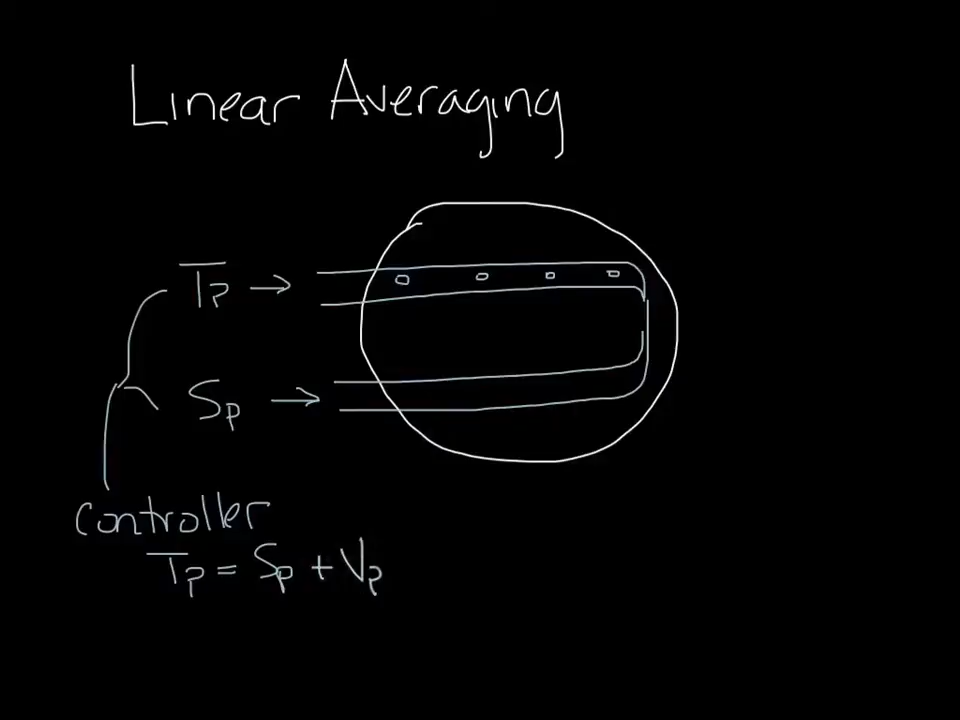 Linear Averaging
Tp →
Sp →
controller
Tp = Sp + Vp